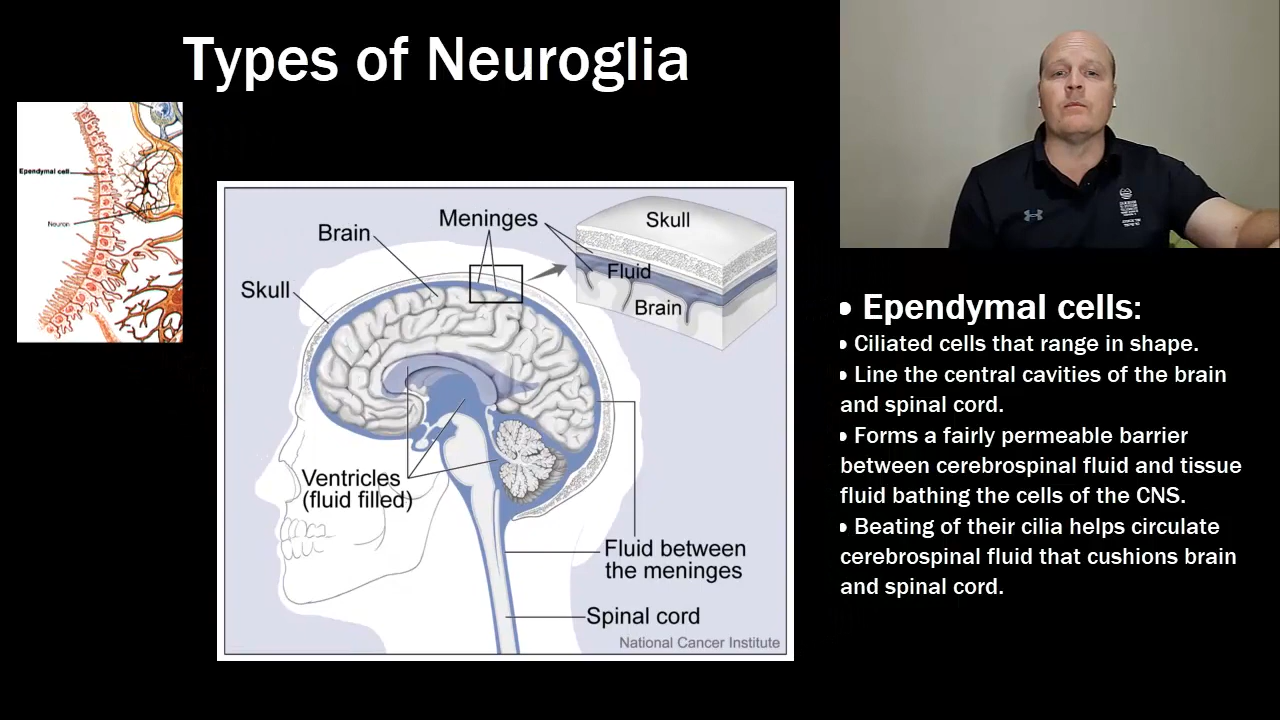 Types of Neuroglia
Ependymal cell
Neuron
Meninges
Brain
Skull
Skull
Fluid
Brain
Ventricles
(fluid filled)
Fluid between
the meninges
Spinal cord
National Cancer Institute
• Ependymal cells:
• Ciliated cells that range in shape.
• Line the central cavities of the brain
and spinal cord.
• Forms a fairly permeable barrier
between cerebrospinal fluid and tissue
fluid bathing the cells of the CNS.
• Beating of their cilia helps circulate
cerebrospinal fluid that cushions brain
and spinal cord.